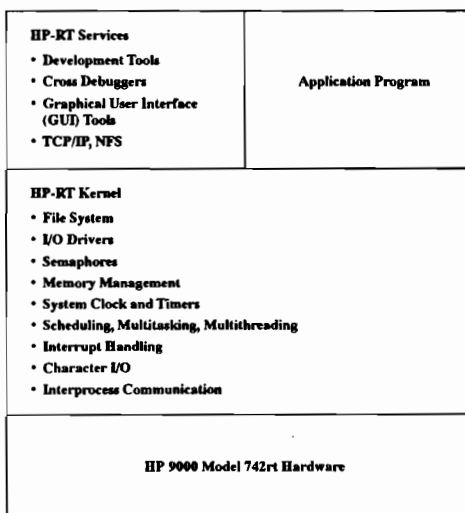 HP-RT Services
• Development Tools
• Cross Debuggers
• Graphical User Interface
(GUI) Tools
• TCP/IP, NFS
Application Program
HP-RT Kernel
• File System
• I/O Drivers
• Semaphores
• Memory Management
• System Clock and Timers
• Scheduling, Multitasking, Multithreading
• Interrupt Handling
• Character I/O
• Interprocess Communication
HP 9000 Model 742rt Hardware